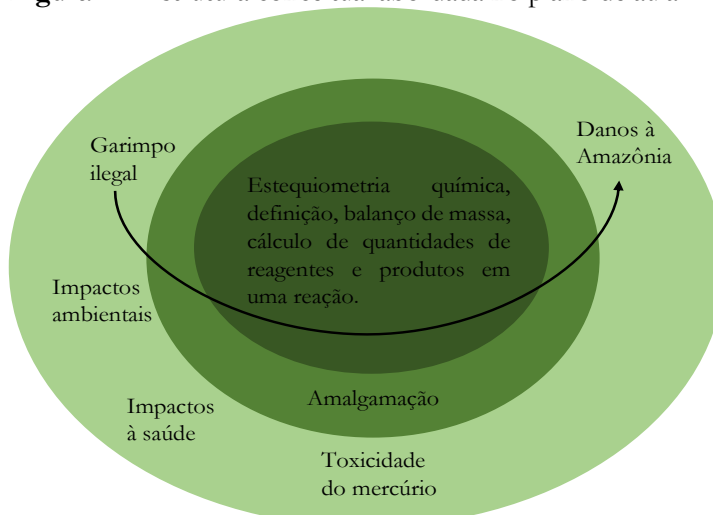 Garimpo
ilegal
Danos à
Amazônia
Estequiometria química,
definição, balanço de massa,
cálculo de quantidades de
reagentes e produtos em
uma reação.
Impactos
ambientais
Amalgamação
Impactos
à saúde
Toxicidade
do mercúrio